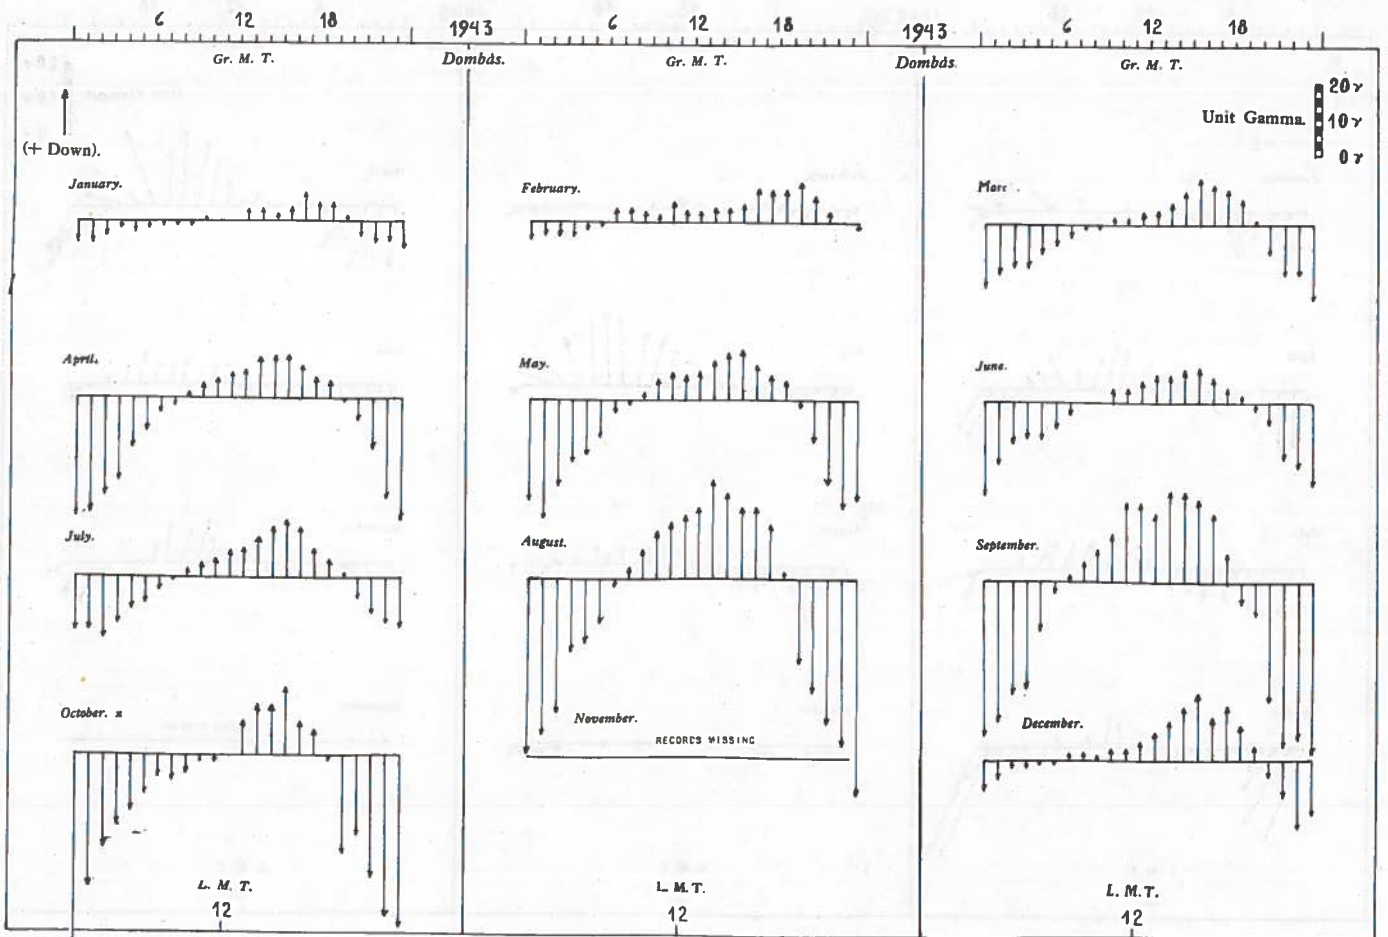 6 12 18 1943 6 12 18 1943 6 12 18
Gr. M. T. Dombås. Gr. M. T. Dombås. Gr. M. T.
20γ
Unit Gamma. 10γ
0γ
(+ Down).
January. February. Marc
April. May. June.
July. August. September.
October. x November. December.
RECORDS MISSING
L. M. T. L. M. T. L. M. T.
12 12 12